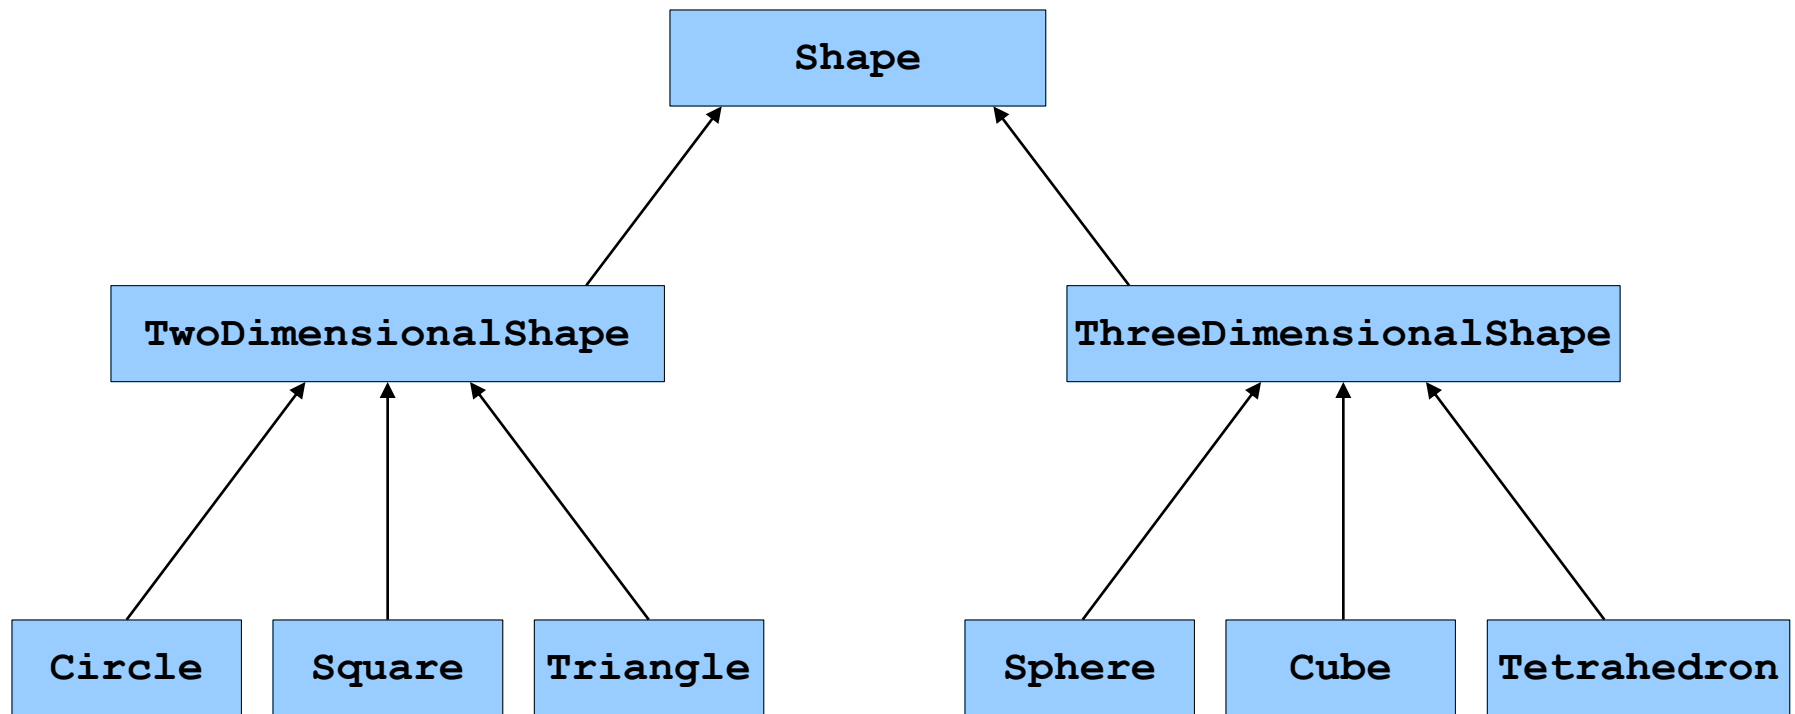 Shape
TwoDimensionalShape
ThreeDimensionalShape
Circle
Square
Triangle
Sphere
Cube
Tetrahedron